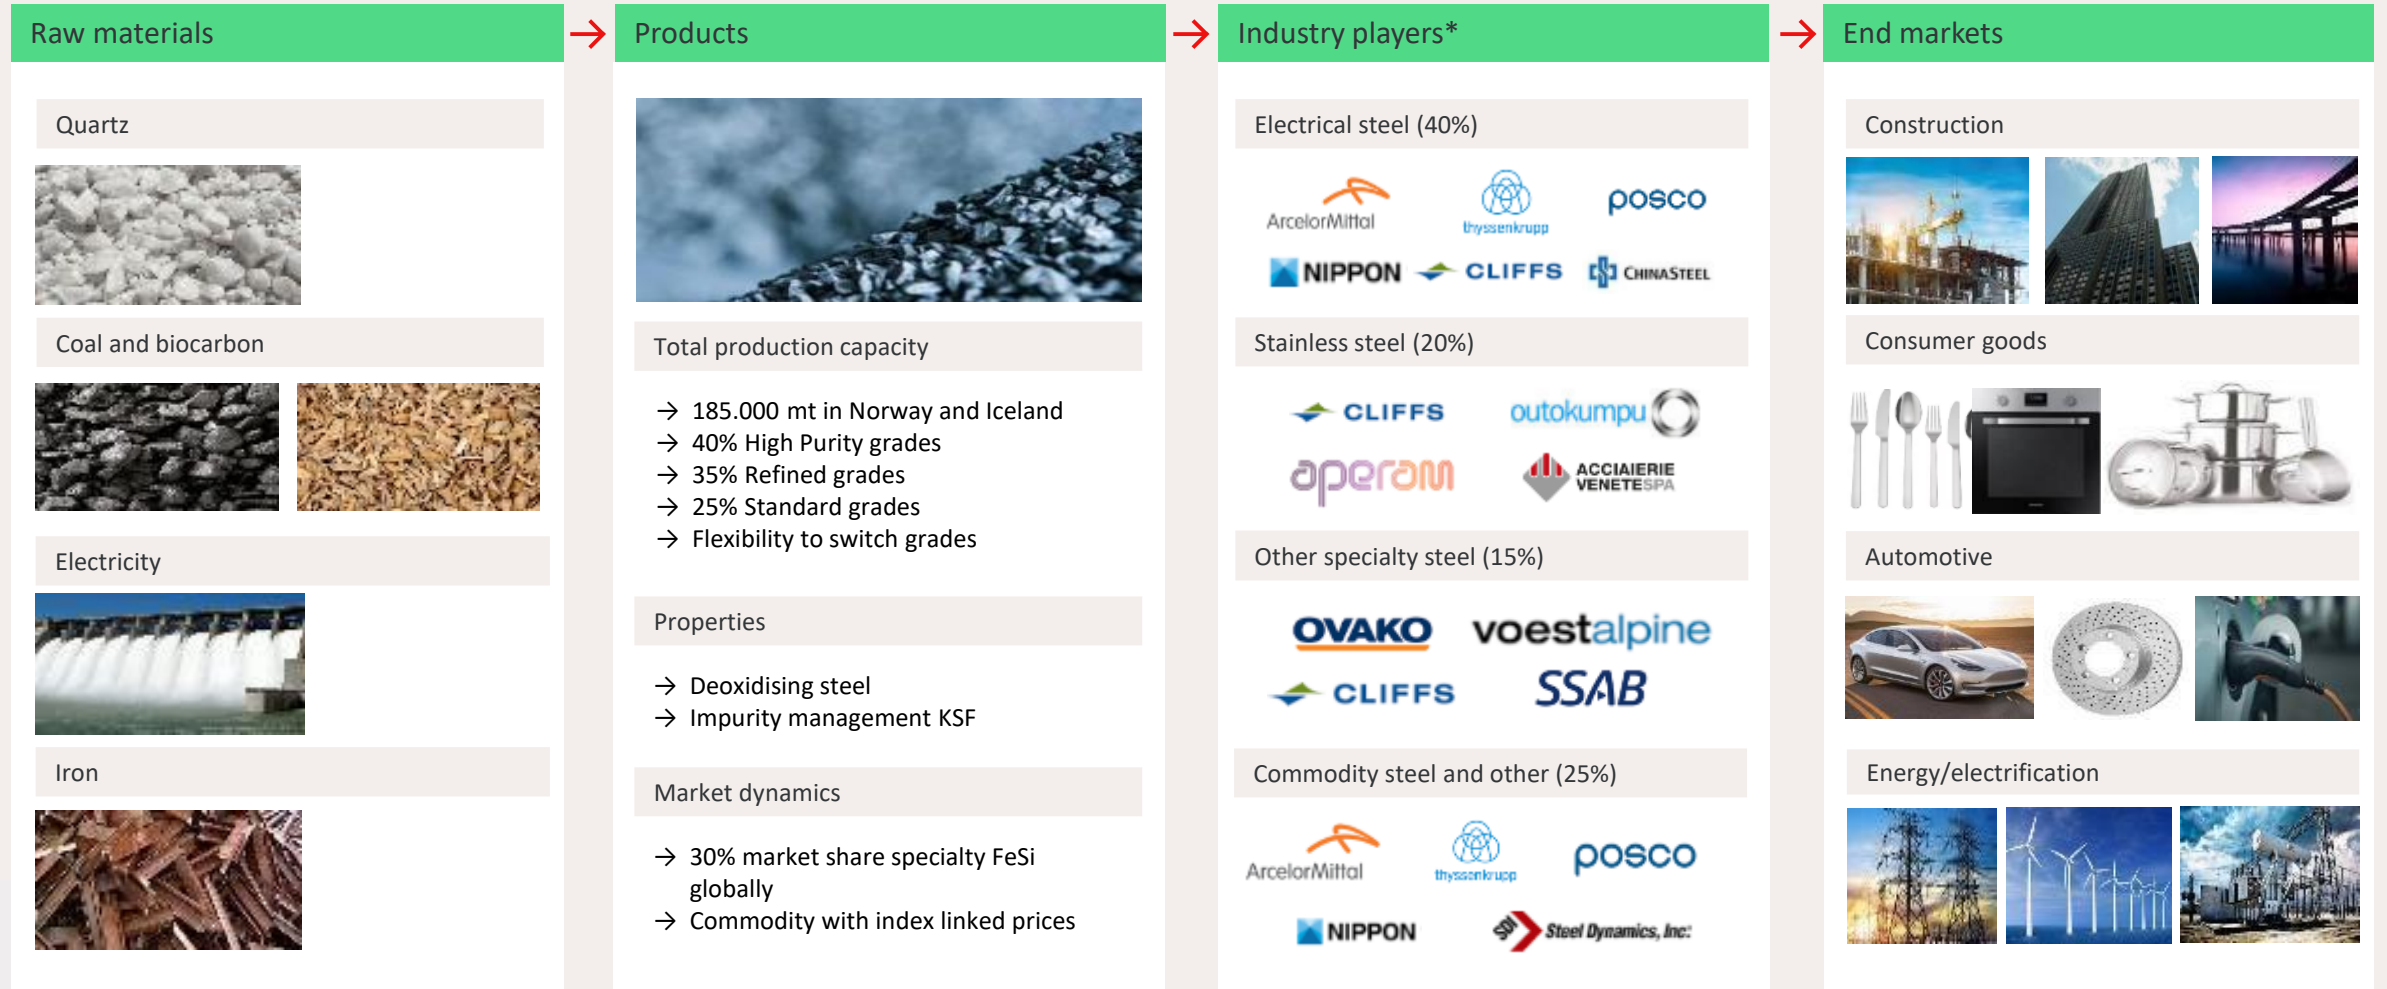 Raw materials
→
Products
→
Industry players*
→
End markets
Quartz
Coal and biocarbon
Electricity
Iron
Total production capacity
→ 185.000 mt in Norway and Iceland
→ 40% High Purity grades
→ 35% Refined grades
→ 25% Standard grades
→ Flexibility to switch grades
Properties
→ Deoxidising steel
→ Impurity management KSF
Market dynamics
→ 30% market share specialty FeSi
globally
→ Commodity with index linked prices
Electrical steel (40%)
ArcelorMittal
thyssenkrupp
posco
NIPPON
CLIFFS
CHINA STEEL
Stainless steel (20%)
CLIFFS
outokumpu
aperam
ACCIAIERIE
VENETESPA
Other specialty steel (15%)
OVAKO
voestalpine
CLIFFS
SSAB
Commodity steel and other (25%)
ArcelorMittal
thyssenkrupp
posco
NIPPON
SDI
Steel Dynamics, Inc.
Construction
Consumer goods
Automotive
Energy/electrification